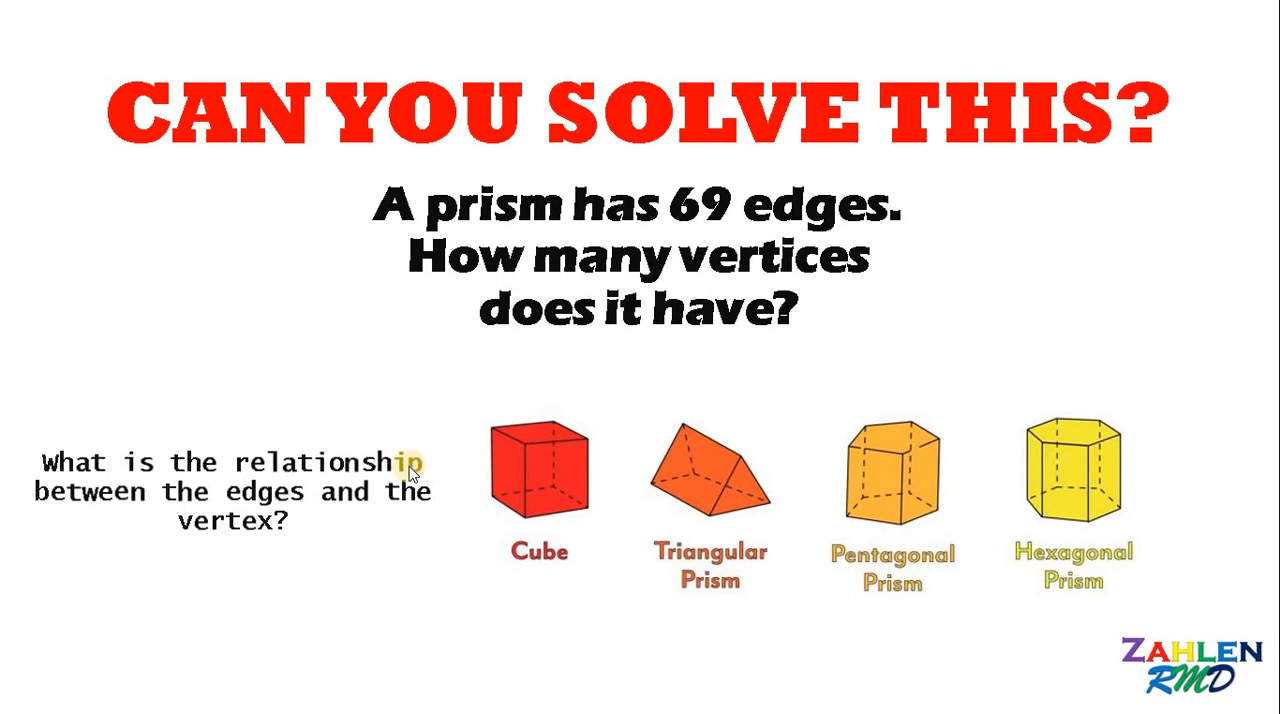 CAN YOU SOLVE THIS?
A prism has 69 edges.
How many vertices
does it have?
What is the relationship
between the edges and the
vertex?
Cube
Triangular
Prism
Pentagonal
Prism
Hexagonal
Prism
ZAHLEN
RMD